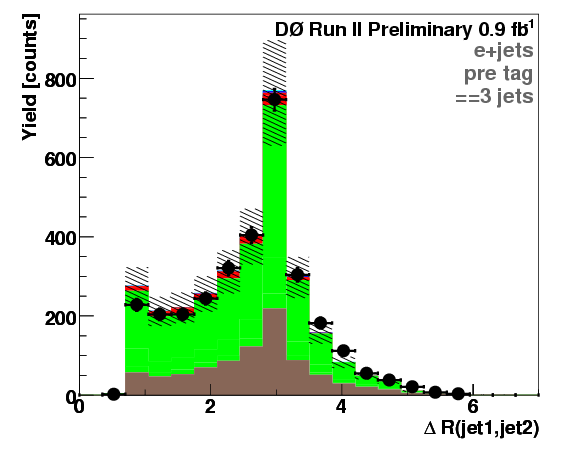 DØ Run II Preliminary 0.9 fb-1
e+jets
pre tag
==3 jets
Yield [counts]
800
600
400
200
0
0 2 4 6
Δ R(jet1,jet2)